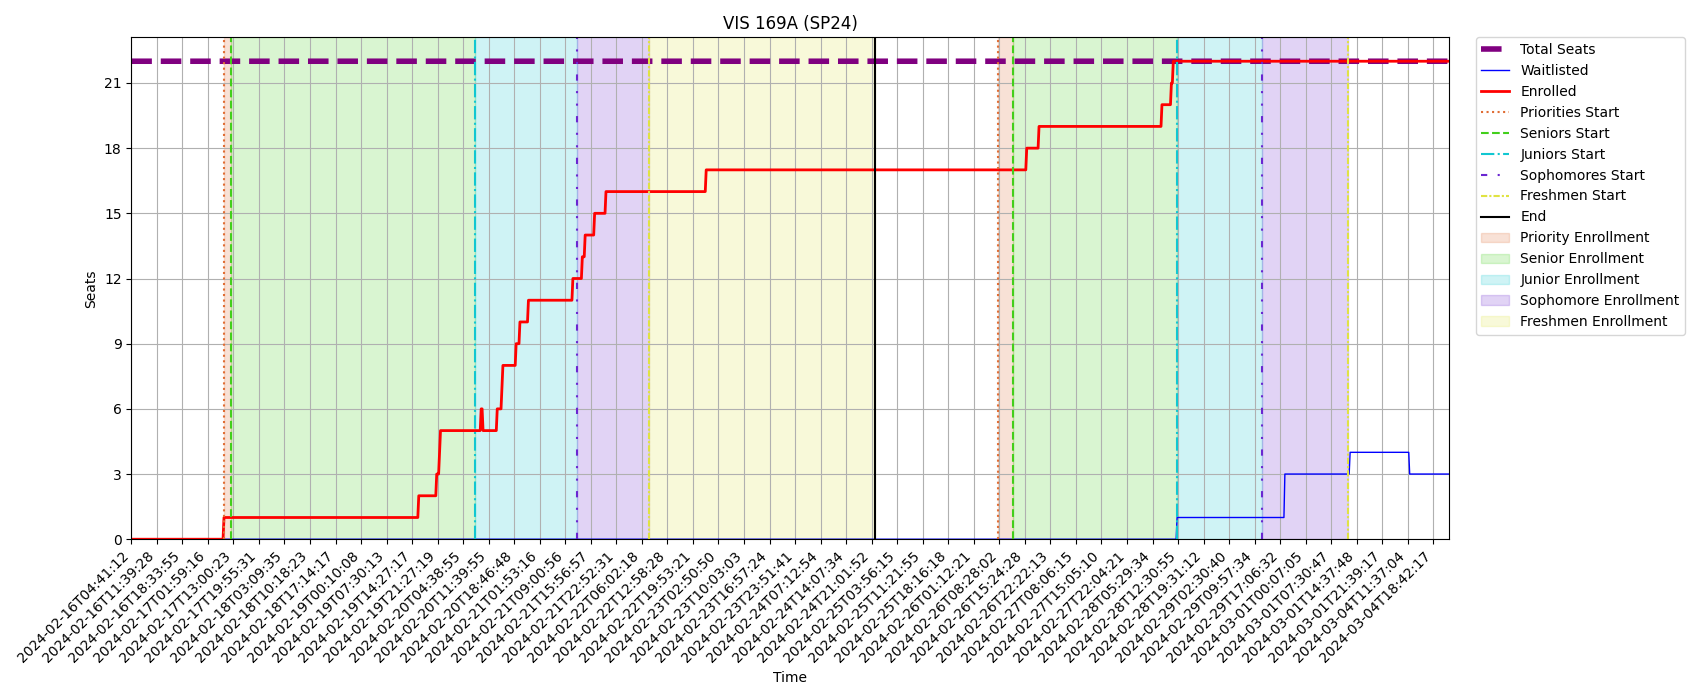 VIS 169A (SP24)
Total Seats
Waitlisted
Enrolled
Priorities Start
Seniors Start
Juniors Start
Sophomores Start
Freshmen Start
End
Priority Enrollment
Senior Enrollment
Junior Enrollment
Sophomore Enrollment
Freshmen Enrollment
Seats
21
18
15
12
9
6
3
0
2024-02-16T04:41:12
2024-02-16T11:39:28
2024-02-16T18:33:55
2024-02-17T01:59:16
2024-02-17T13:00:23
2024-02-17T19:55:31
2024-02-18T03:09:35
2024-02-18T10:18:23
2024-02-18T17:14:17
2024-02-19T00:10:08
2024-02-19T07:30:13
2024-02-19T14:27:17
2024-02-19T21:27:19
2024-02-20T04:38:55
2024-02-20T11:39:55
2024-02-20T18:46:48
2024-02-21T01:53:16
2024-02-21T09:00:56
2024-02-21T15:56:57
2024-02-21T22:52:31
2024-02-22T06:02:18
2024-02-22T12:58:28
2024-02-22T19:53:21
2024-02-23T02:50:50
2024-02-23T10:03:03
2024-02-23T16:57:24
2024-02-23T23:51:41
2024-02-24T07:12:54
2024-02-24T14:07:34
2024-02-24T21:01:52
2024-02-25T03:56:15
2024-02-25T11:21:55
2024-02-25T18:16:18
2024-02-26T01:12:21
2024-02-26T08:28:02
2024-02-26T15:24:28
2024-02-26T22:22:13
2024-02-27T08:06:15
2024-02-27T15:05:10
2024-02-27T22:04:21
2024-02-28T05:29:34
2024-02-28T12:30:55
2024-02-28T19:31:12
2024-02-29T02:30:40
2024-02-29T09:57:34
2024-02-29T17:06:32
2024-03-01T00:07:05
2024-03-01T07:30:47
2024-03-01T14:37:48
2024-03-01T21:39:17
2024-03-04T11:37:04
2024-03-04T18:42:17
Time